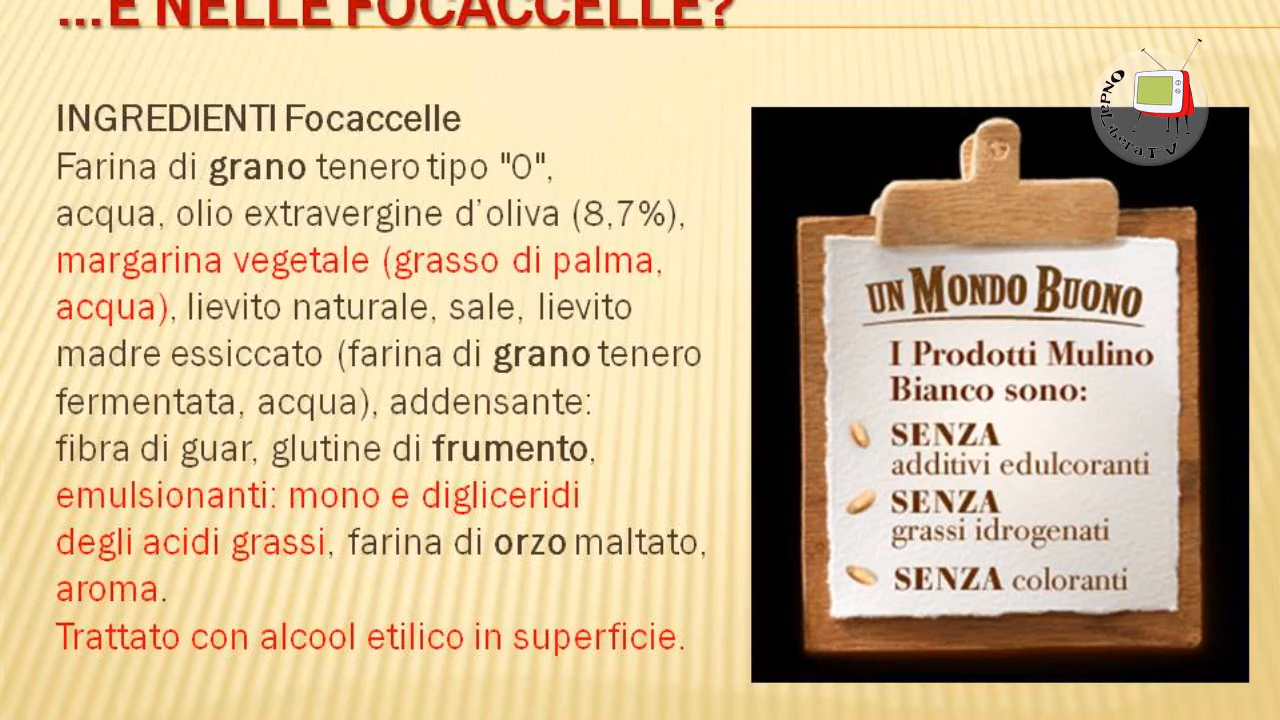 ...E NELLE FOCACCELLE?
INGREDIENTI Focaccelle
Farina di grano tenero tipo "0",
acqua, olio extravergine d’oliva (8,7%),
margarina vegetale (grasso di palma,
acqua), lievito naturale, sale, lievito
madre essiccato (farina di grano tenero
fermentata, acqua), addensante:
fibra di guar, glutine di frumento,
emulsionanti: mono e digliceridi
degli acidi grassi, farina di orzo maltato,
aroma.
Trattato con alcool etilico in superficie.
UN MONDO BUONO
I Prodotti Mulino
Bianco sono:
SENZA
additivi edulcoranti
SENZA
grassi idrogenati
SENZA coloranti
OndaLiberaTV